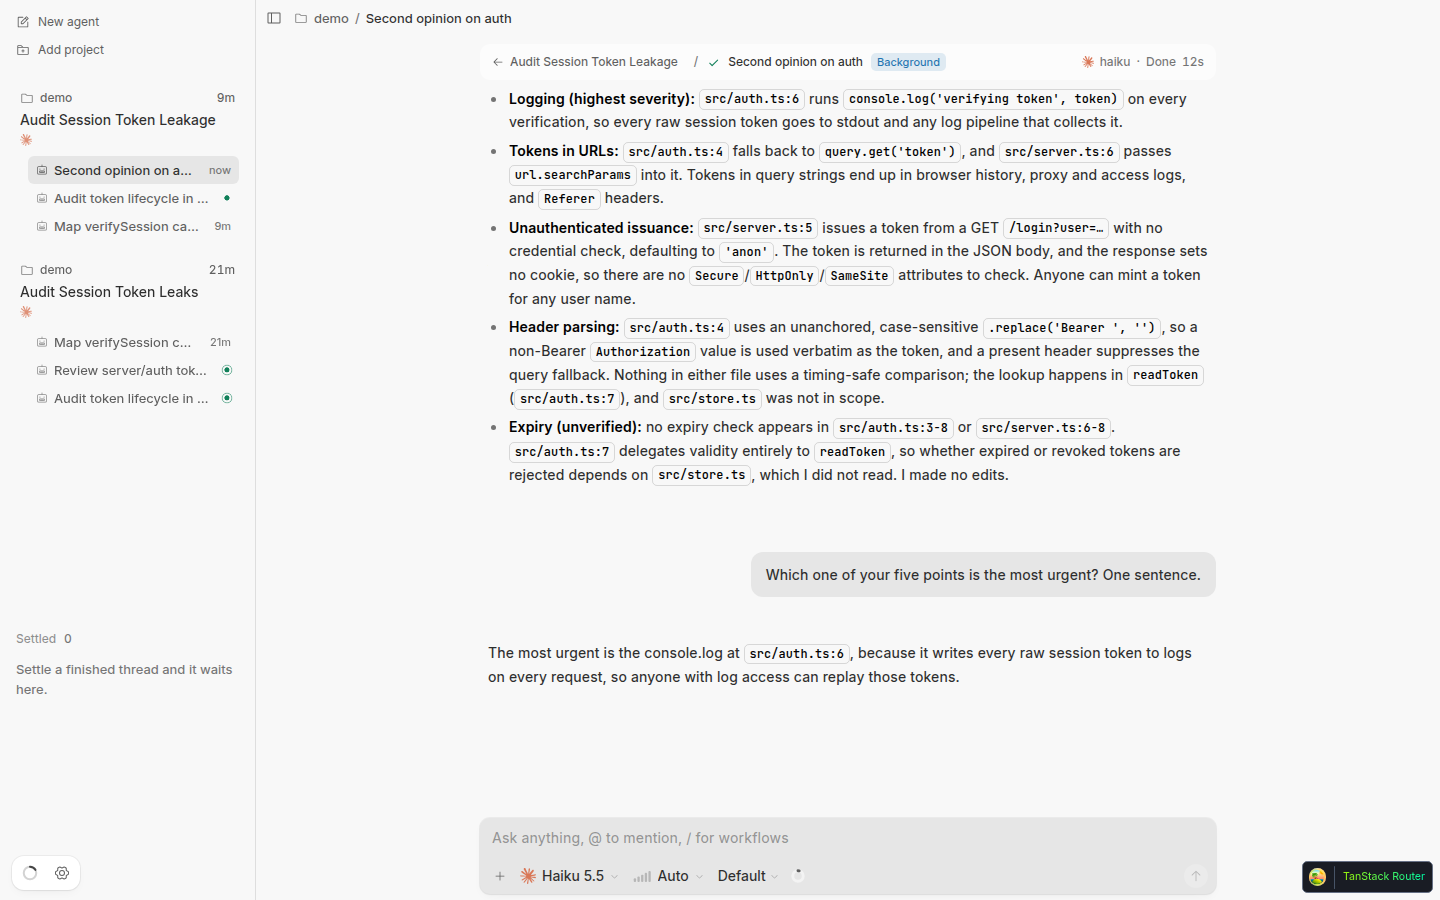 New agent
Add project
demo 9m
Audit Session Token Leakage
Second opinion on a... now
Audit token lifecycle in ...
Map verifySession ca... 9m
demo 21m
Audit Session Token Leaks
Map verifySession c... 21m
Review server/auth tok...
Audit token lifecycle in ...
Settled 0
Settle a finished thread and it waits
here.
demo / Second opinion on auth
← Audit Session Token Leakage / ✓ Second opinion on auth Background haiku · Done 12s
• Logging (highest severity): src/auth.ts:6 runs console.log('verifying token', token) on every
verification, so every raw session token goes to stdout and any log pipeline that collects it.
• Tokens in URLs: src/auth.ts:4 falls back to query.get('token'), and src/server.ts:6 passes
url.searchParams into it. Tokens in query strings end up in browser history, proxy and access logs,
and Referer headers.
• Unauthenticated issuance: src/server.ts:5 issues a token from a GET /login?user=… with no
credential check, defaulting to 'anon'. The token is returned in the JSON body, and the response sets
no cookie, so there are no Secure/HttpOnly/SameSite attributes to check. Anyone can mint a token
for any user name.
• Header parsing: src/auth.ts:4 uses an unanchored, case-sensitive .replace('Bearer ', ''), so a
non-Bearer Authorization value is used verbatim as the token, and a present header suppresses the
query fallback. Nothing in either file uses a timing-safe comparison; the lookup happens in readToken
(src/auth.ts:7), and src/store.ts was not in scope.
• Expiry (unverified): no expiry check appears in src/auth.ts:3-8 or src/server.ts:6-8.
src/auth.ts:7 delegates validity entirely to readToken, so whether expired or revoked tokens are
rejected depends on src/store.ts, which I did not read. I made no edits.
Which one of your five points is the most urgent? One sentence.
The most urgent is the console.log at src/auth.ts:6, because it writes every raw session token to logs
on every request, so anyone with log access can replay those tokens.
Ask anything, @ to mention, / for workflows
+ Haiku 5.5 Auto Default
TanStack Router